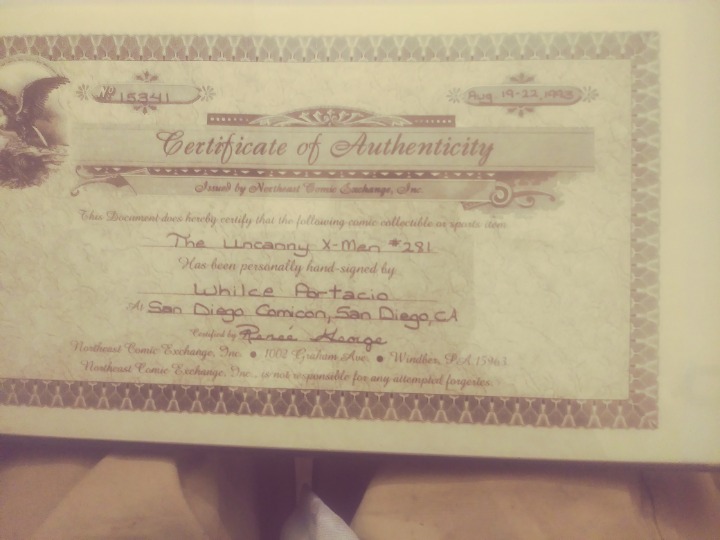 Nº 15341
Aug. 19-22, 1993
Certificate of Authenticity
Issued by Northeast Comic Exchange, Inc.
This Document does hereby certify that the following comic collectible or sports item
The Uncanny X-Men #281
Has been personally hand-signed by
Whilce Portacio
At San Diego Comicon, San Diego, CA
Certified by Renée George
Northeast Comic Exchange, Inc. • 1002 Graham Ave. • Windber, PA 15963
Northeast Comic Exchange, Inc., is not responsible for any attempted forgeries.